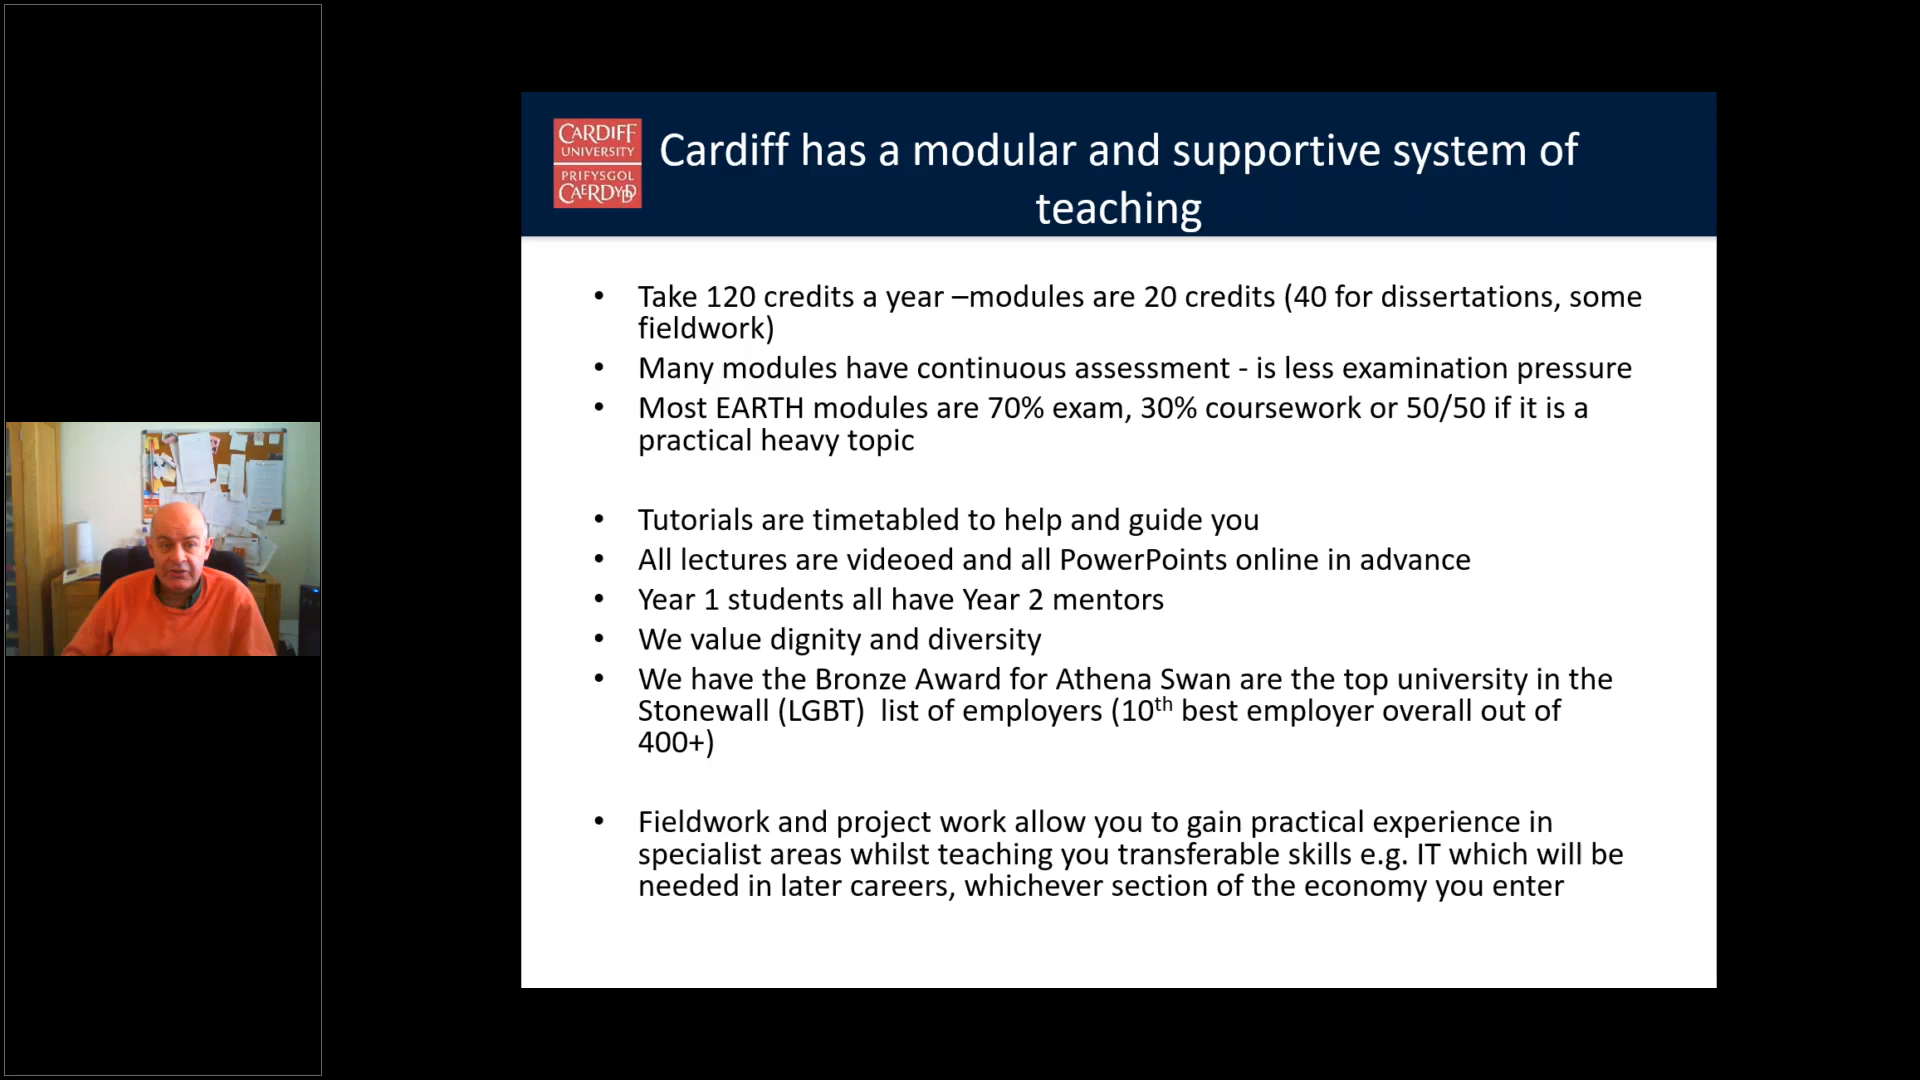 CARDIFF
UNIVERSITY
PRIFYSGOL
CAERDYDD
Cardiff has a modular and supportive system of
teaching
• Take 120 credits a year –modules are 20 credits (40 for dissertations, some
fieldwork)
• Many modules have continuous assessment - is less examination pressure
• Most EARTH modules are 70% exam, 30% coursework or 50/50 if it is a
practical heavy topic
• Tutorials are timetabled to help and guide you
• All lectures are videoed and all PowerPoints online in advance
• Year 1 students all have Year 2 mentors
• We value dignity and diversity
• We have the Bronze Award for Athena Swan are the top university in the
Stonewall (LGBT)  list of employers (10th best employer overall out of
400+)
• Fieldwork and project work allow you to gain practical experience in
specialist areas whilst teaching you transferable skills e.g. IT which will be
needed in later careers, whichever section of the economy you enter